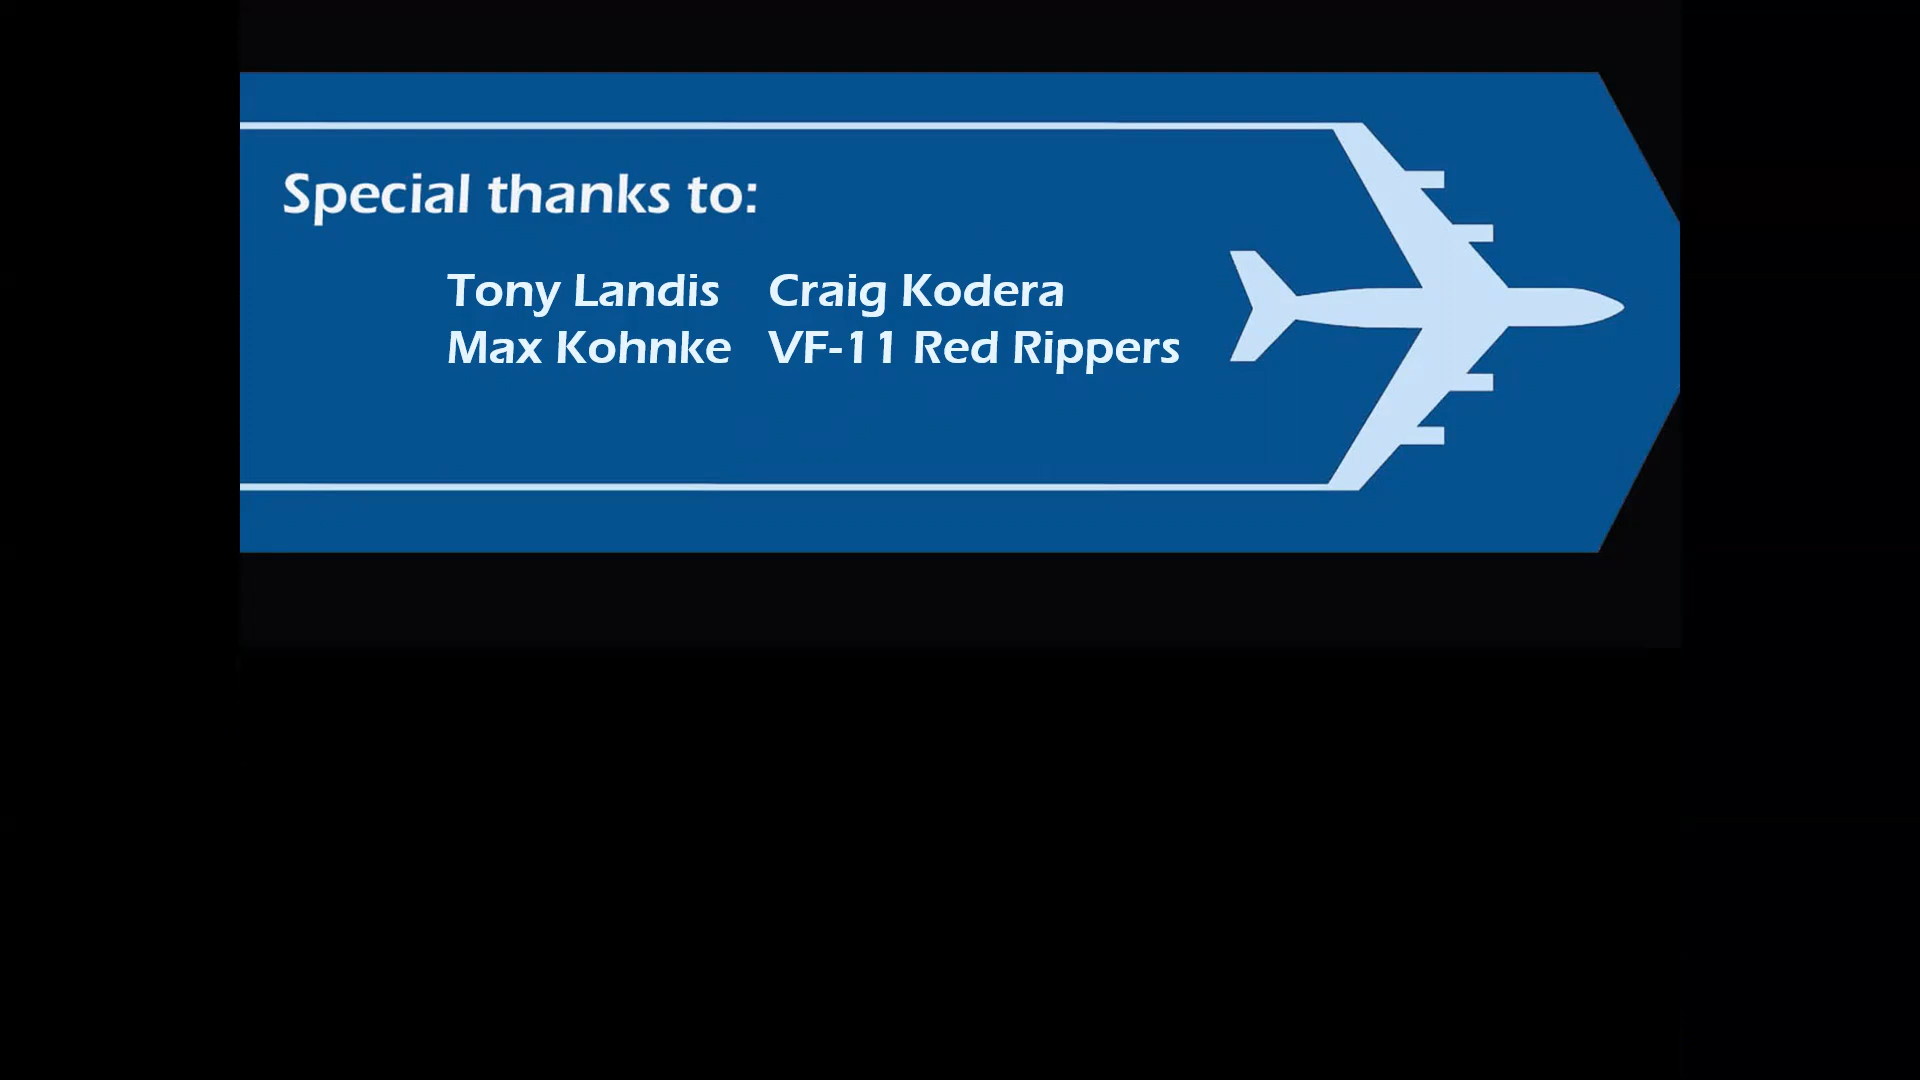 Special thanks to:
Tony Landis Craig Kodera
Max Kohnke VF-11 Red Rippers